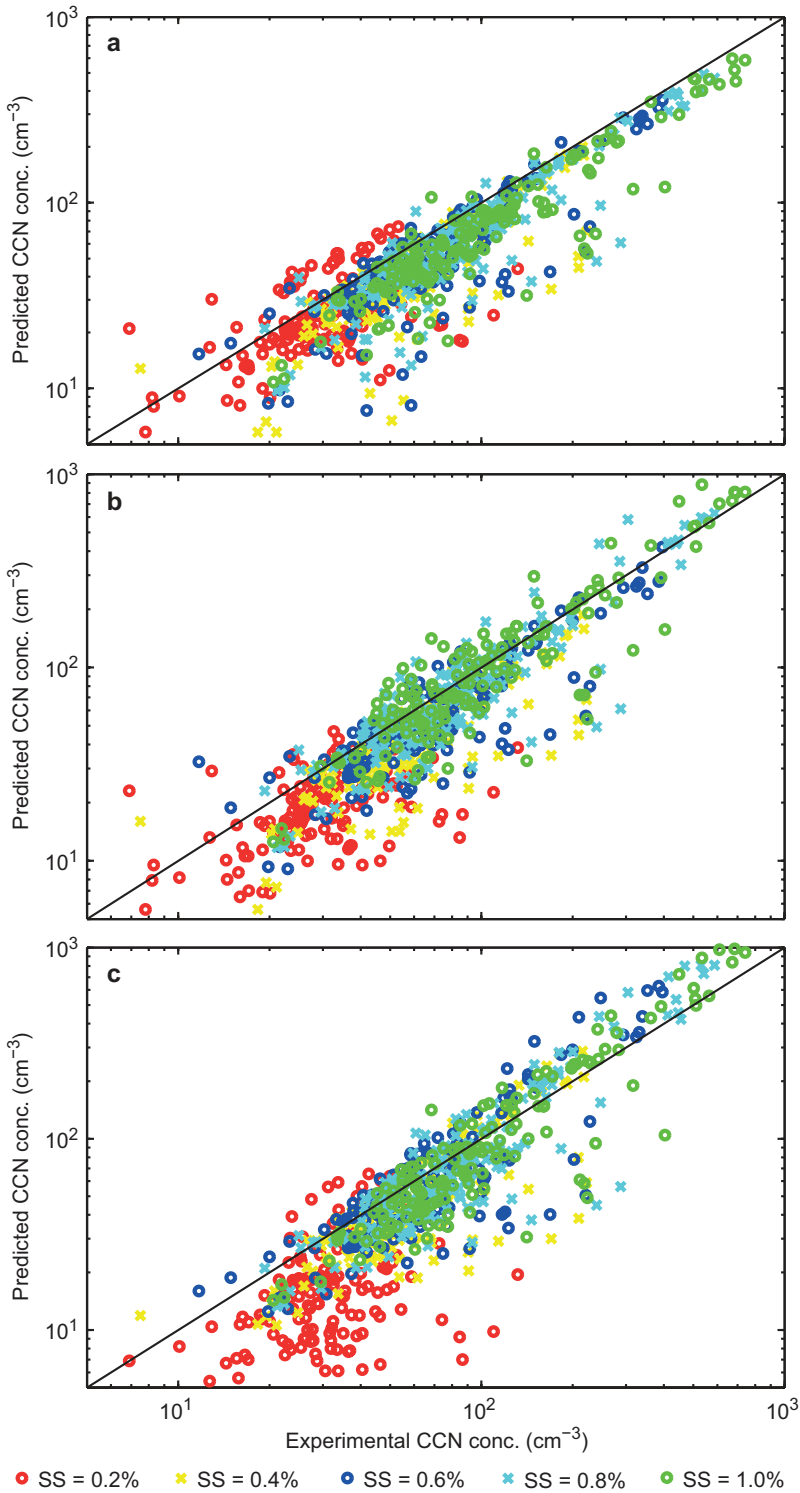 a
10³
10²
10¹
Predicted CCN conc. (cm⁻³)
b
10³
10²
10¹
Predicted CCN conc. (cm⁻³)
c
10³
10²
10¹
Predicted CCN conc. (cm⁻³)
10¹ 10² 10³
Experimental CCN conc. (cm⁻³)
SS = 0.2% SS = 0.4% SS = 0.6% SS = 0.8% SS = 1.0%